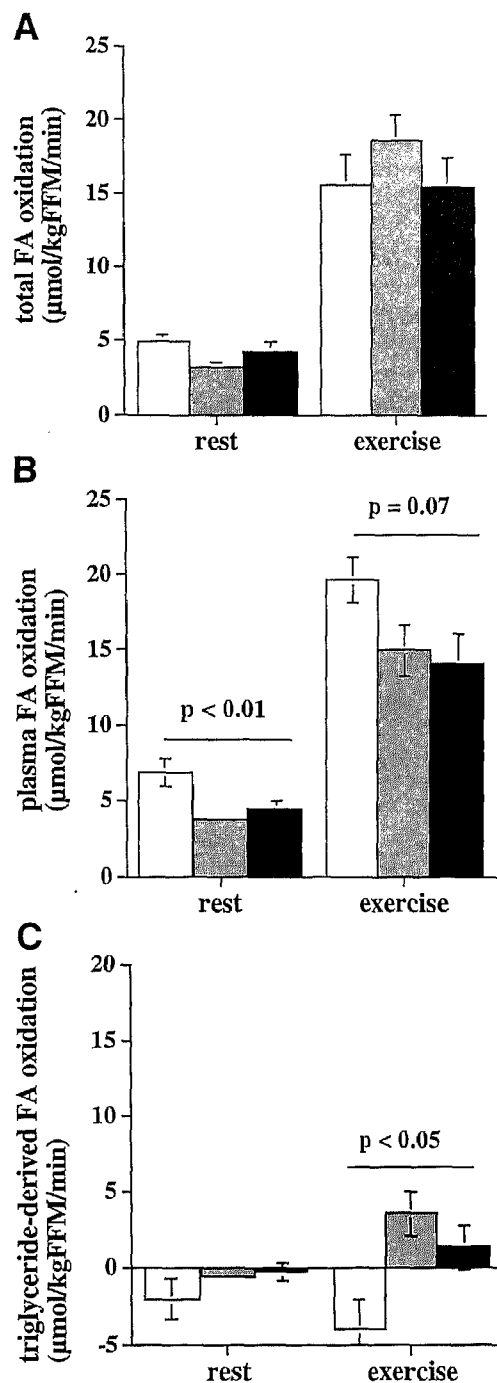 A
total FA oxidation
(μmol/kgFFM/min)
25
20
15
10
5
0
rest exercise
B
plasma FA oxidation
(μmol/kgFFM/min)
25
20
15
10
5
0
p < 0.01
p = 0.07
rest exercise
C
triglyceride-derived FA oxidation
(μmol/kgFFM/min)
20
15
10
5
0
-5
p < 0.05
rest exercise